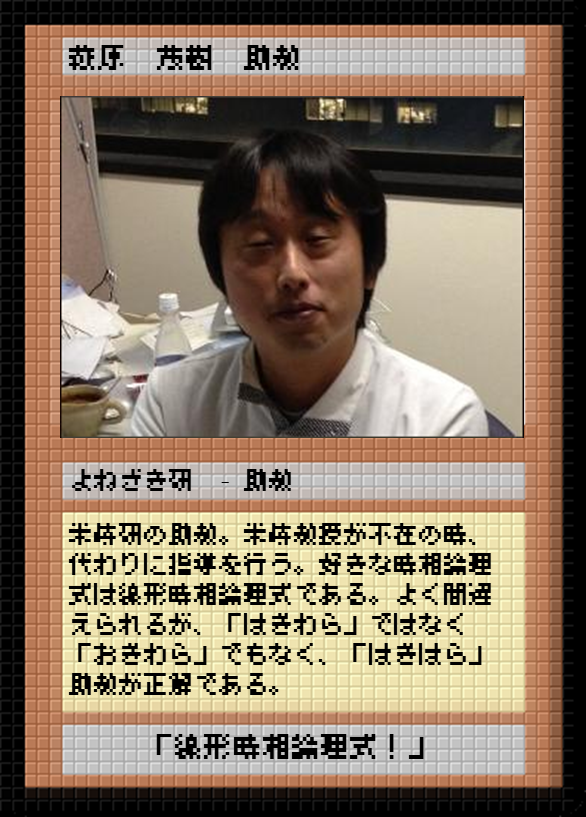 萩原　茂樹　助教
よねざき研　- 助教
米崎研の助教。米崎教授が不在の時、
代わりに指導を行う。好きな時相論理
式は線形時相論理式である。よく間違
えられるが、「はきわら」ではなく
「おきわら」でもなく、「はぎはら」
助教が正解である。
「線形時相論理式！」